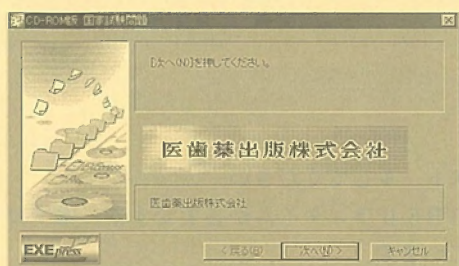 CD-ROM版 国家試験問題
[次へ(N)]を押してください。
医歯薬出版株式会社
医歯薬出版株式会社
EXEpress
< 戻る(B)
次へ(N) >
キャンセル